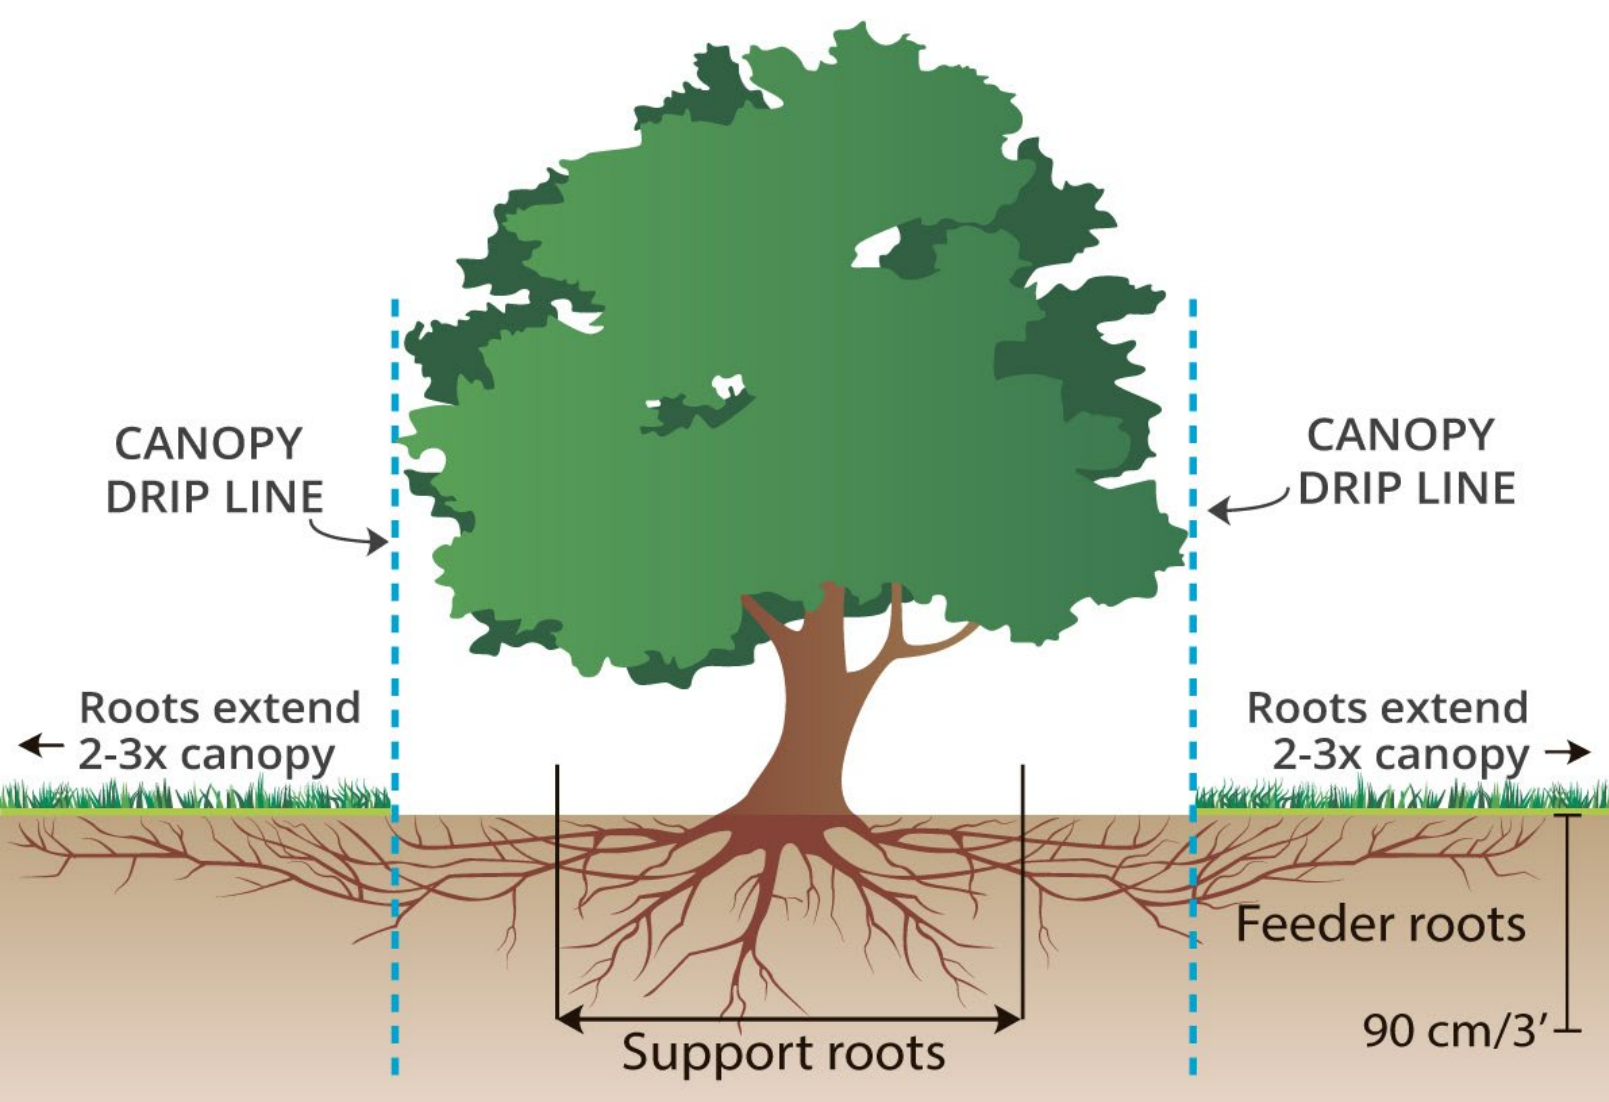 CANOPY
DRIP LINE
CANOPY
DRIP LINE
Roots extend
2-3x canopy
Roots extend
2-3x canopy
Feeder roots
90 cm/3′
Support roots